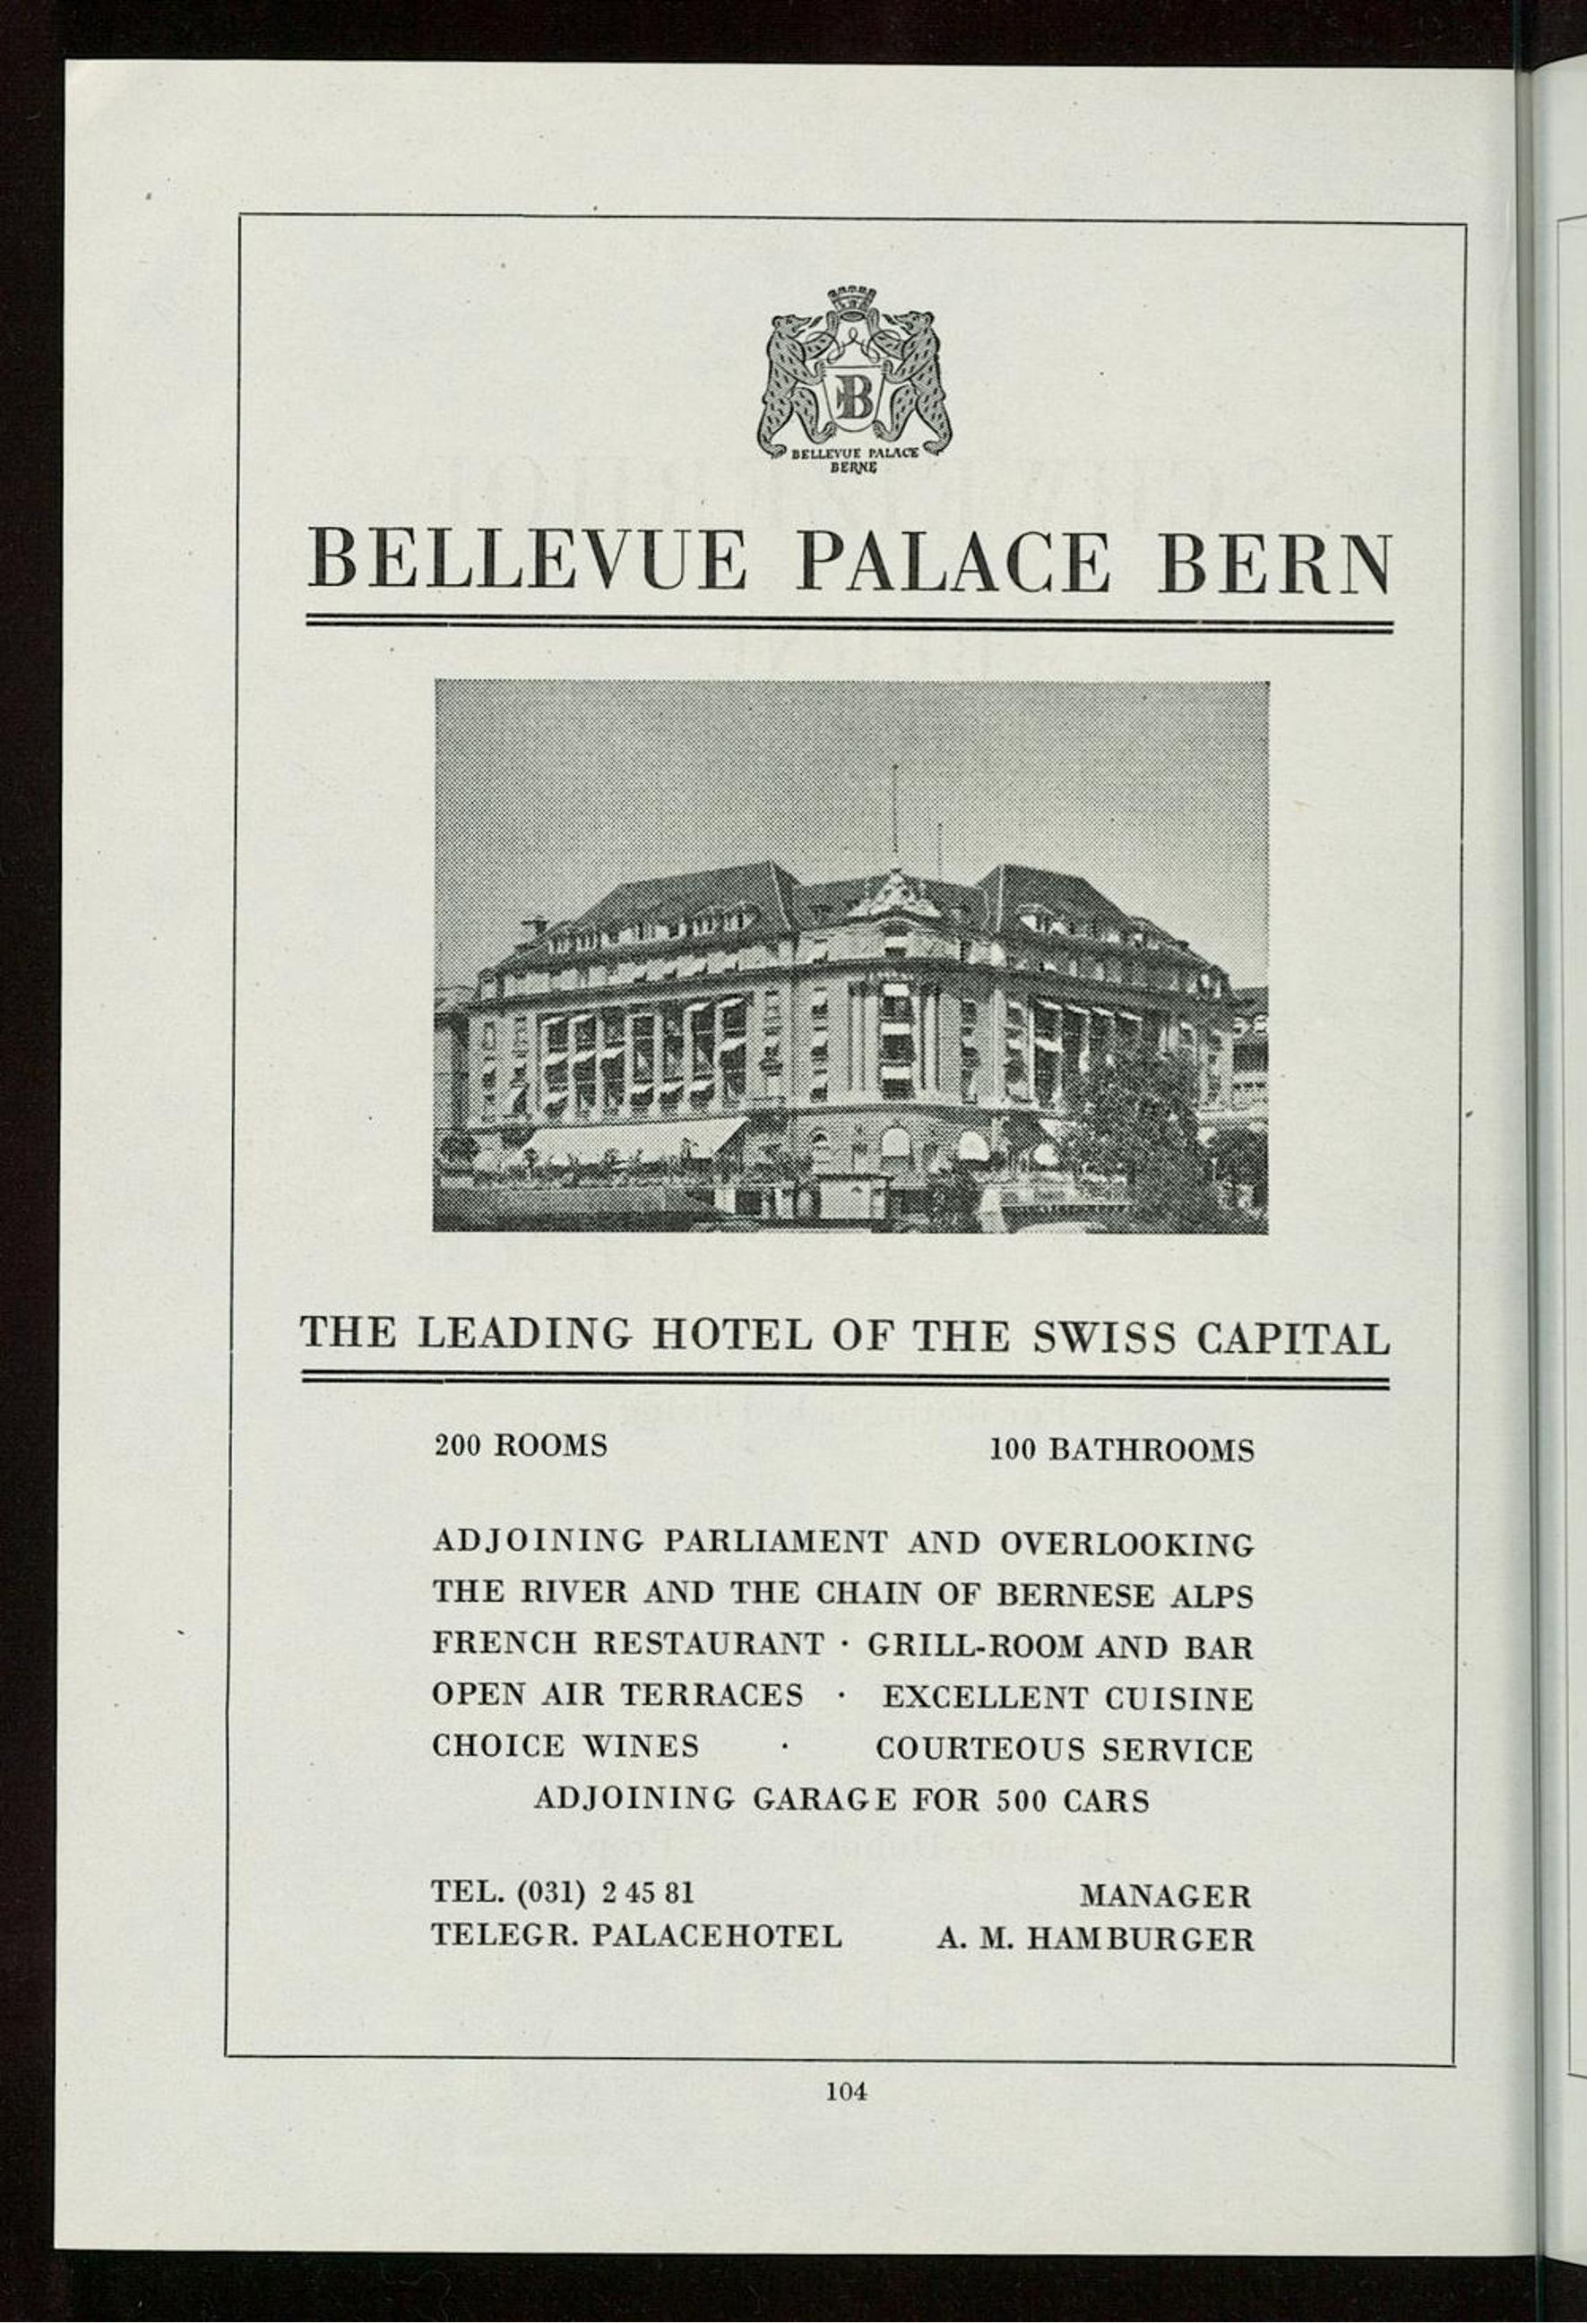 B
BELLEVUE PALACE
BERNE
BELLEVUE PALACE BERN
THE LEADING HOTEL OF THE SWISS CAPITAL
200 ROOMS 100 BATHROOMS
ADJOINING PARLIAMENT AND OVERLOOKING
THE RIVER AND THE CHAIN OF BERNESE ALPS
FRENCH RESTAURANT · GRILL-ROOM AND BAR
OPEN AIR TERRACES · EXCELLENT CUISINE
CHOICE WINES · COURTEOUS SERVICE
ADJOINING GARAGE FOR 500 CARS
TEL. (031) 2 45 81 MANAGER
TELEGR. PALACEHOTEL A. M. HAMBURGER
104